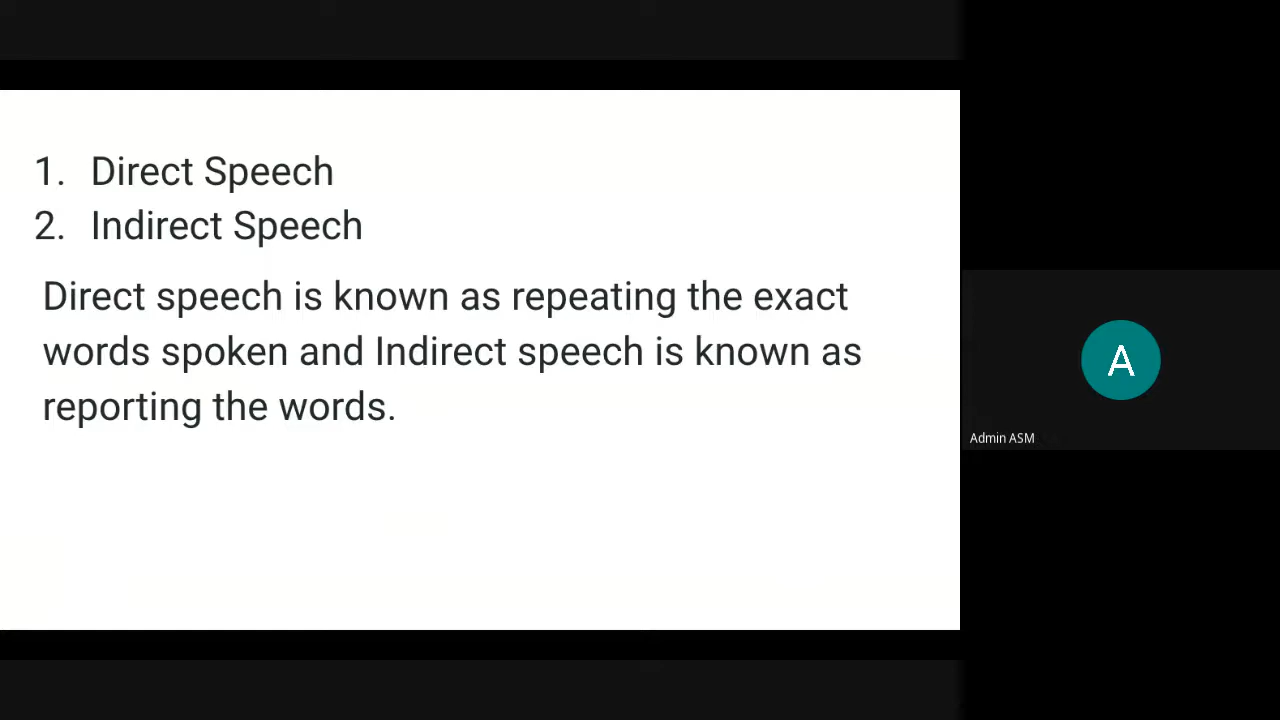 1. Direct Speech
2. Indirect Speech
Direct speech is known as repeating the exact
words spoken and Indirect speech is known as
reporting the words.
A
Admin ASM